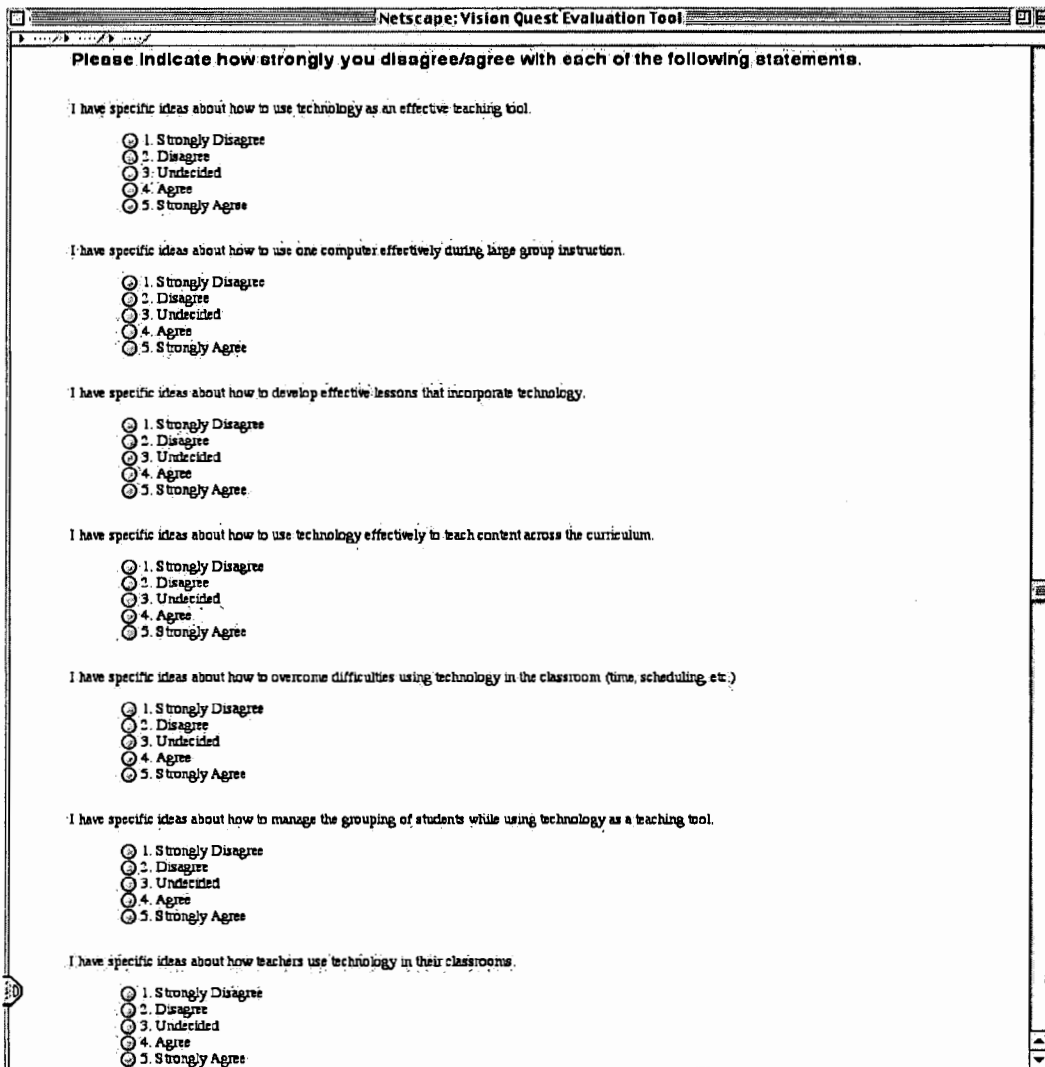 Netscape: Vision Quest Evaluation Tool
Please indicate how strongly you disagree/agree with each of the following statements.
I have specific ideas about how to use technology as an effective teaching tool.
1. Strongly Disagree
2. Disagree
3. Undecided
4. Agree
5. Strongly Agree
I have specific ideas about how to use one computer effectively during large group instruction.
1. Strongly Disagree
2. Disagree
3. Undecided
4. Agree
5. Strongly Agree
I have specific ideas about how to develop effective lessons that incorporate technology.
1. Strongly Disagree
2. Disagree
3. Undecided
4. Agree
5. Strongly Agree
I have specific ideas about how to use technology effectively to teach content across the curriculum.
1. Strongly Disagree
2. Disagree
3. Undecided
4. Agree
5. Strongly Agree
I have specific ideas about how to overcome difficulties using technology in the classroom (time, scheduling, etc.)
1. Strongly Disagree
2. Disagree
3. Undecided
4. Agree
5. Strongly Agree
I have specific ideas about how to manage the grouping of students while using technology as a teaching tool.
1. Strongly Disagree
2. Disagree
3. Undecided
4. Agree
5. Strongly Agree
I have specific ideas about how teachers use technology in their classrooms.
1. Strongly Disagree
2. Disagree
3. Undecided
4. Agree
5. Strongly Agree